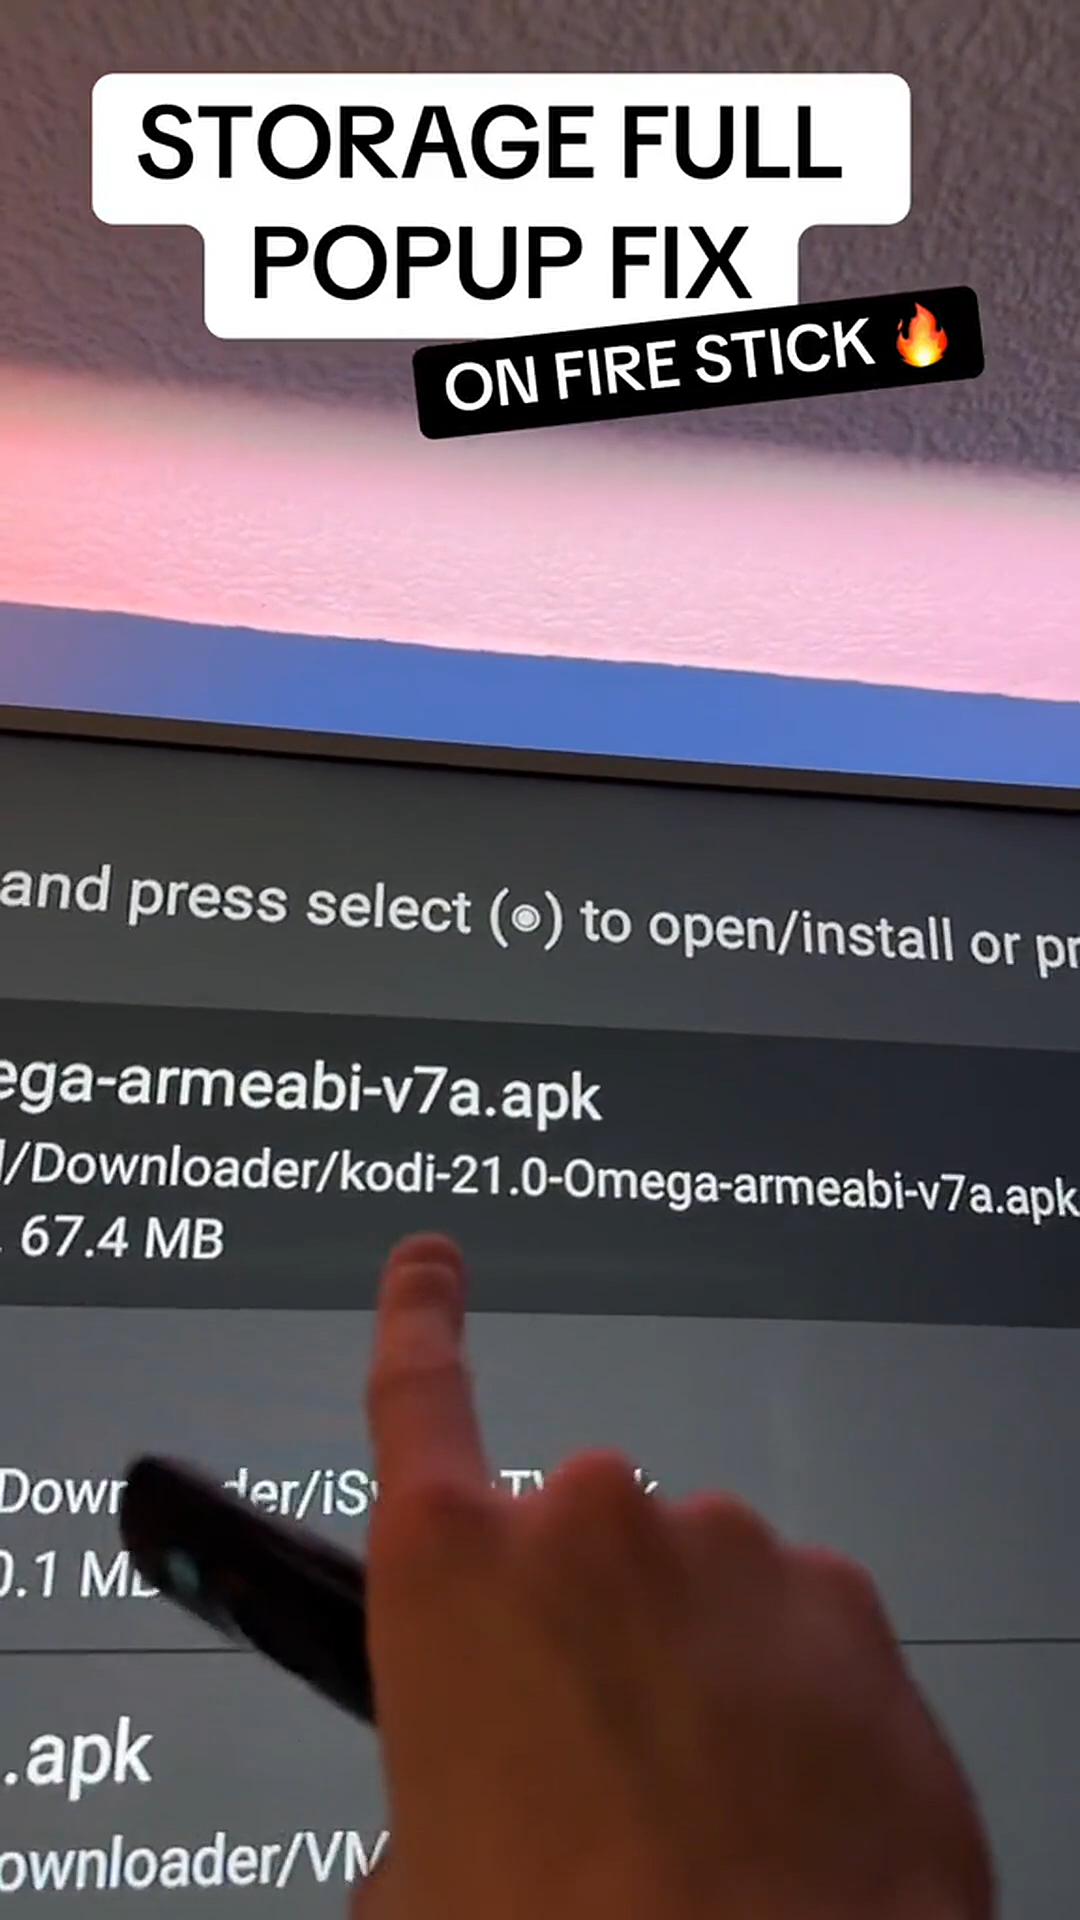 STORAGE FULL
POPUP FIX
ON FIRE STICK 🔥
and press select (◉) to open/install or pr
ega-armeabi-v7a.apk
/Downloader/kodi-21.0-Omega-armeabi-v7a.apk
67.4 MB
.apk
ownloader/VM